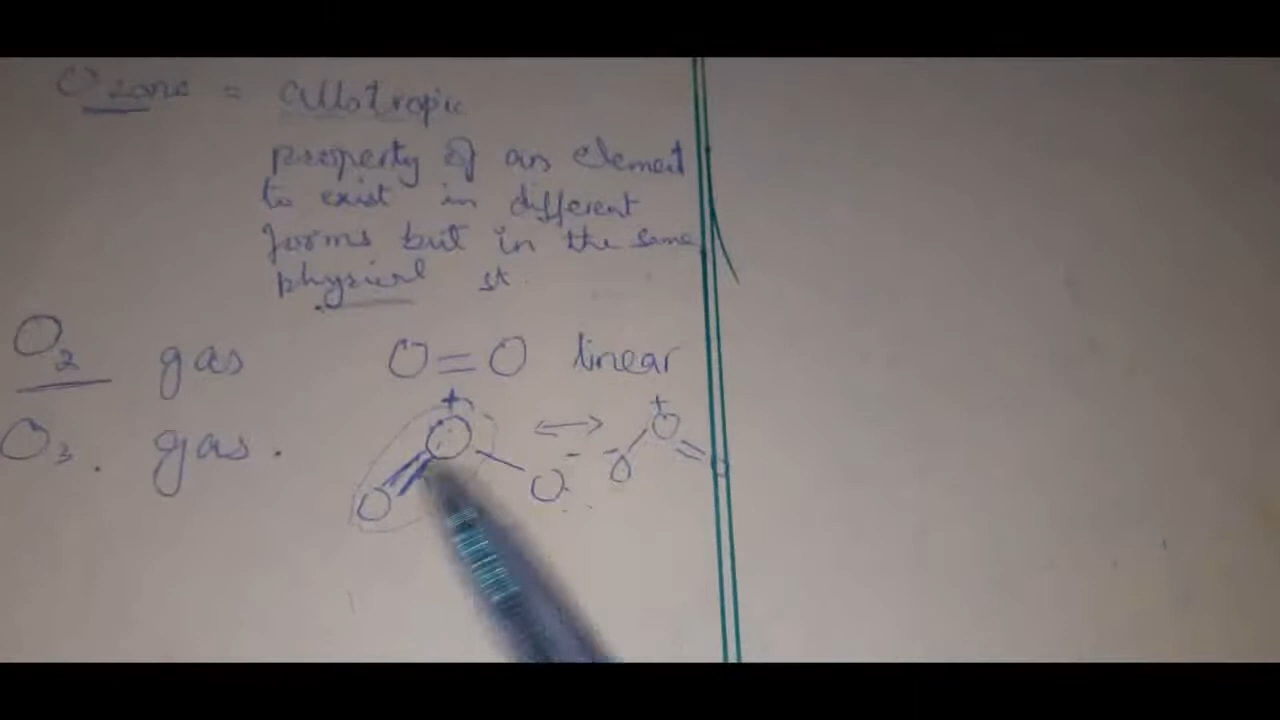 Ozone = allotropic
property of an element
to exist in different
forms but in the same
physical st
O2 gas O=O linear
O3. gas.
+ +
O O
O O- -O